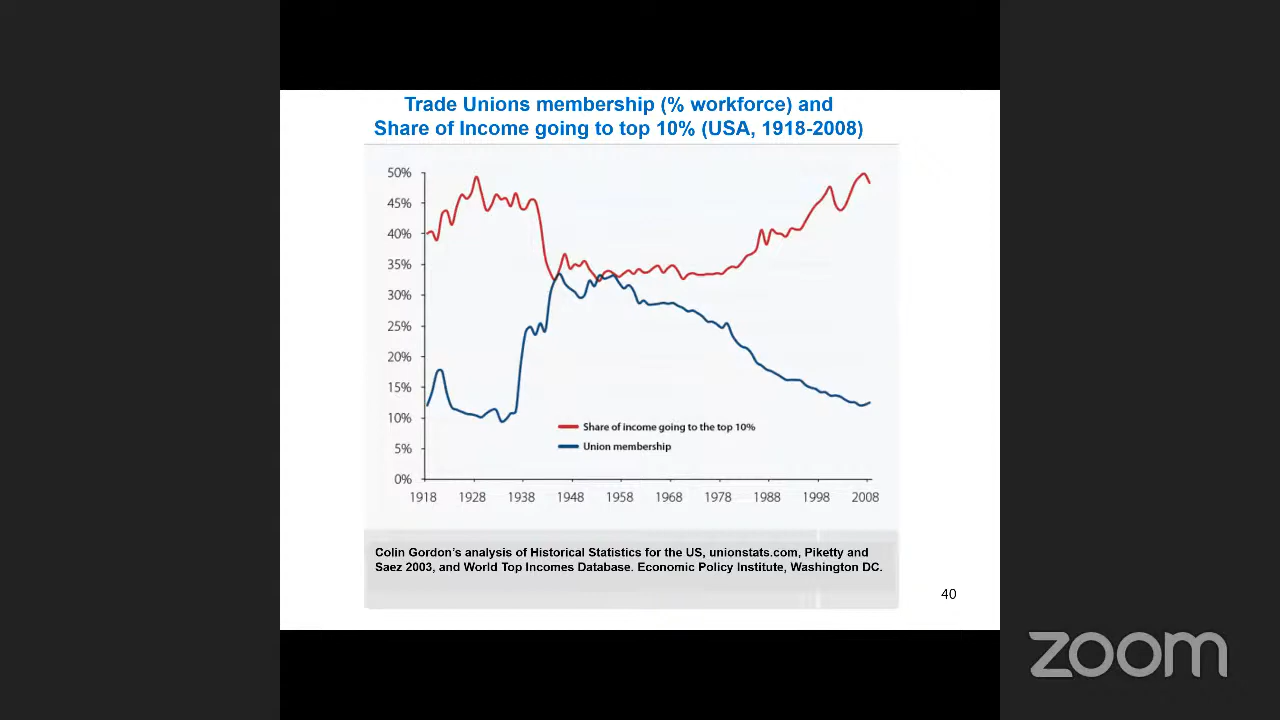 Trade Unions membership (% workforce) and
Share of Income going to top 10% (USA, 1918-2008)
50%
45%
40%
35%
30%
25%
20%
15%
10%
5%
0%
Share of income going to the top 10%
Union membership
1918 1928 1938 1948 1958 1968 1978 1988 1998 2008
Colin Gordon's analysis of Historical Statistics for the US, unionstats.com, Piketty and
Saez 2003, and World Top Incomes Database. Economic Policy Institute, Washington DC.
40
zoom